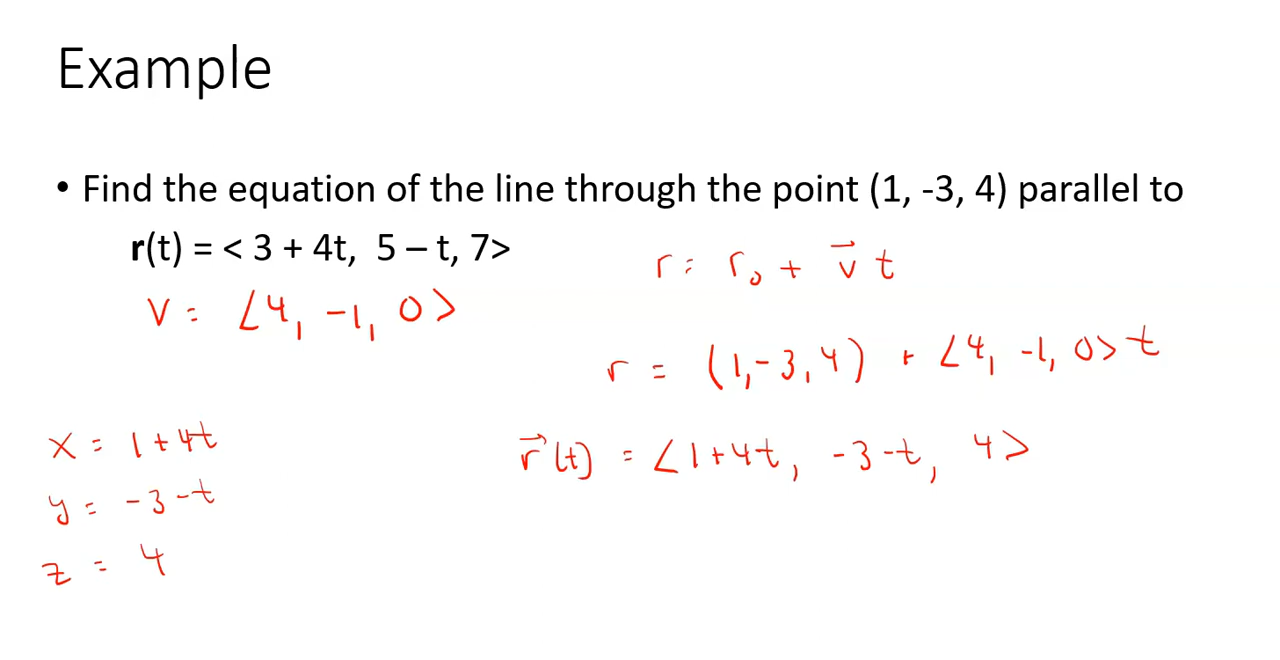 Example
• Find the equation of the line through the point (1, -3, 4) parallel to
r(t) = < 3 + 4t, 5 – t, 7>
r = r₀ + v⃗ t
v = <4, -1, 0>
r = (1, -3, 4) + <4, -1, 0> t
x = 1 + 4t
r⃗(t) = <1+4t, -3-t, 4>
y = -3 -t
z = 4